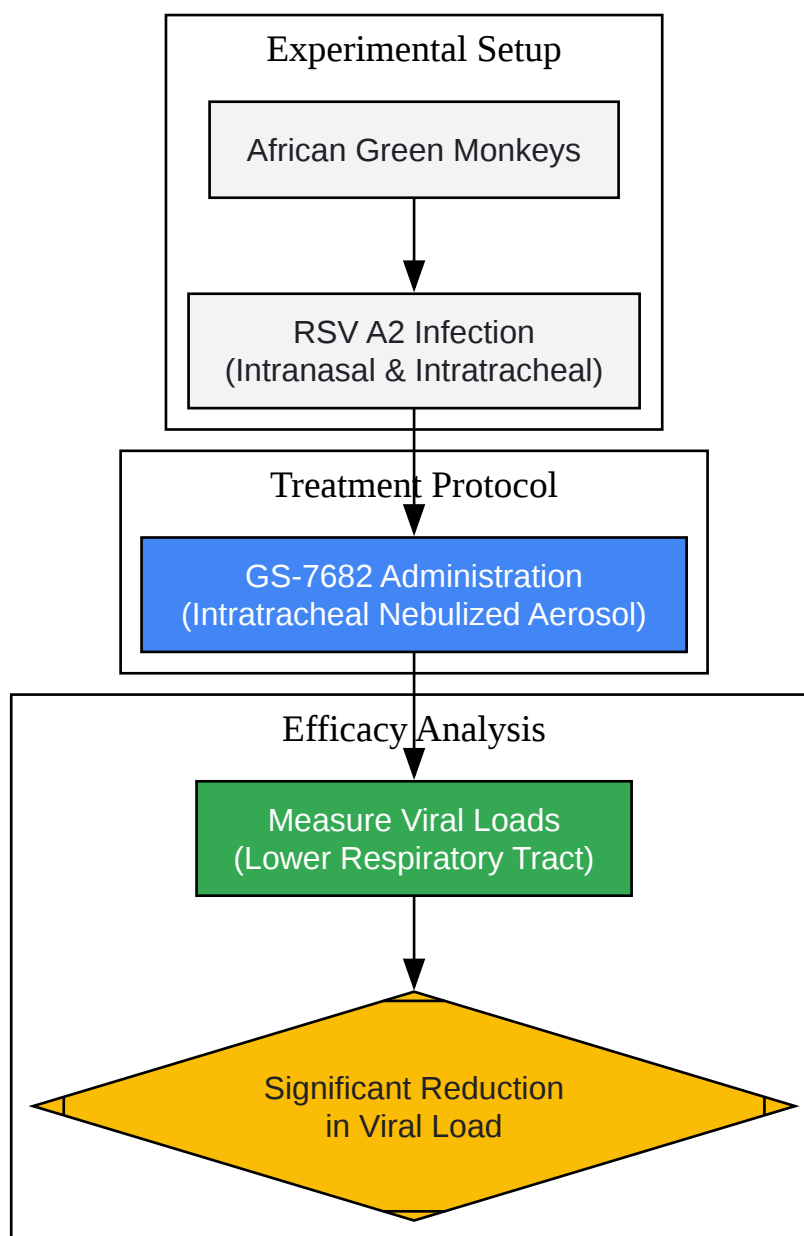 Experimental Setup
African Green Monkeys
RSV A2 Infection
(Intranasal & Intratracheal)
Treatment Protocol
GS-7682 Administration
(Intratracheal Nebulized Aerosol)
Efficacy Analysis
Measure Viral Loads
(Lower Respiratory Tract)
Significant Reduction
in Viral Load